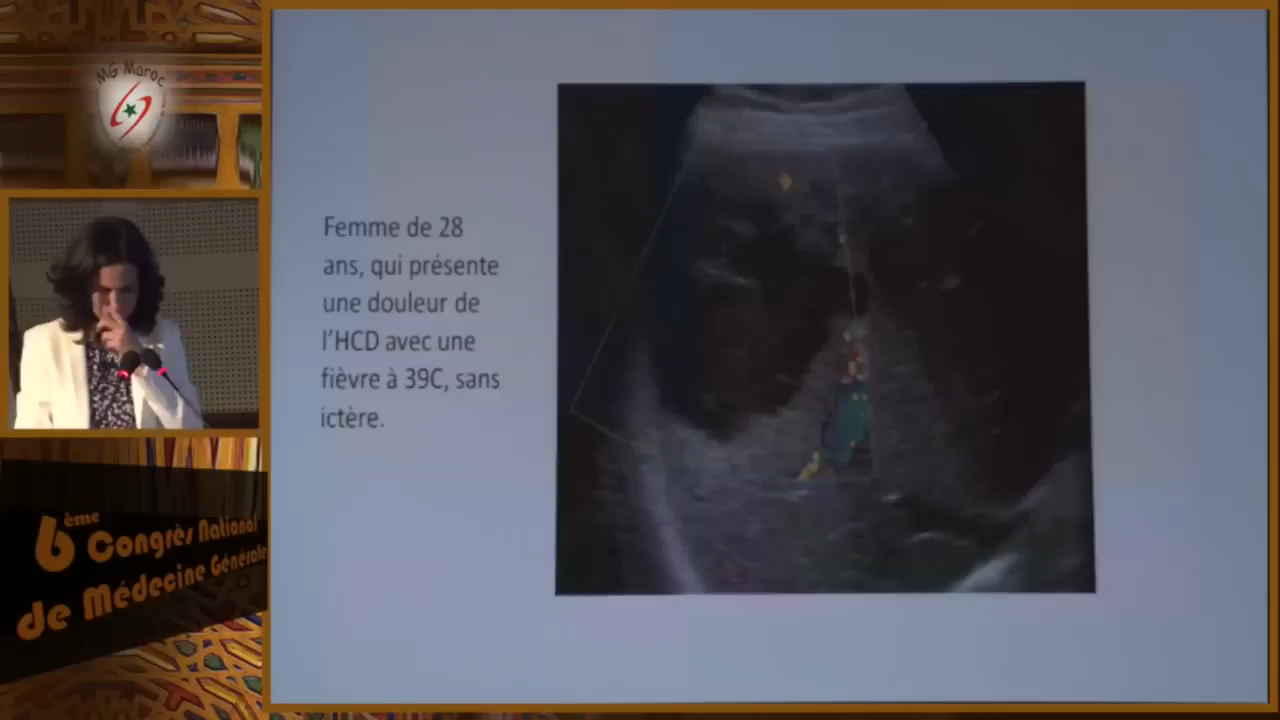 MG Maroc
Femme de 28
ans, qui présente
une douleur de
l'HCD avec une
fièvre à 39C, sans
ictère.
6ème Congrès National
de Médecine Générale